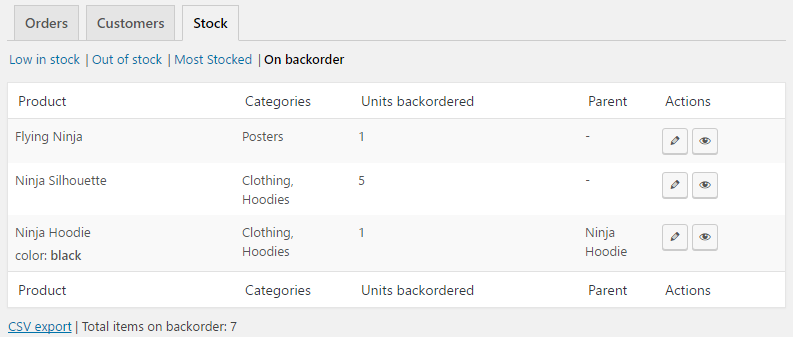 Orders Customers Stock
Low in stock | Out of stock | Most Stocked | On backorder
Product Categories Units backordered Parent Actions
Flying Ninja Posters 1 -
Ninja Silhouette Clothing, 5 -
Hoodies
Ninja Hoodie Clothing, 1 Ninja
color: black Hoodies Hoodie
Product Categories Units backordered Parent Actions
CSV export | Total items on backorder: 7